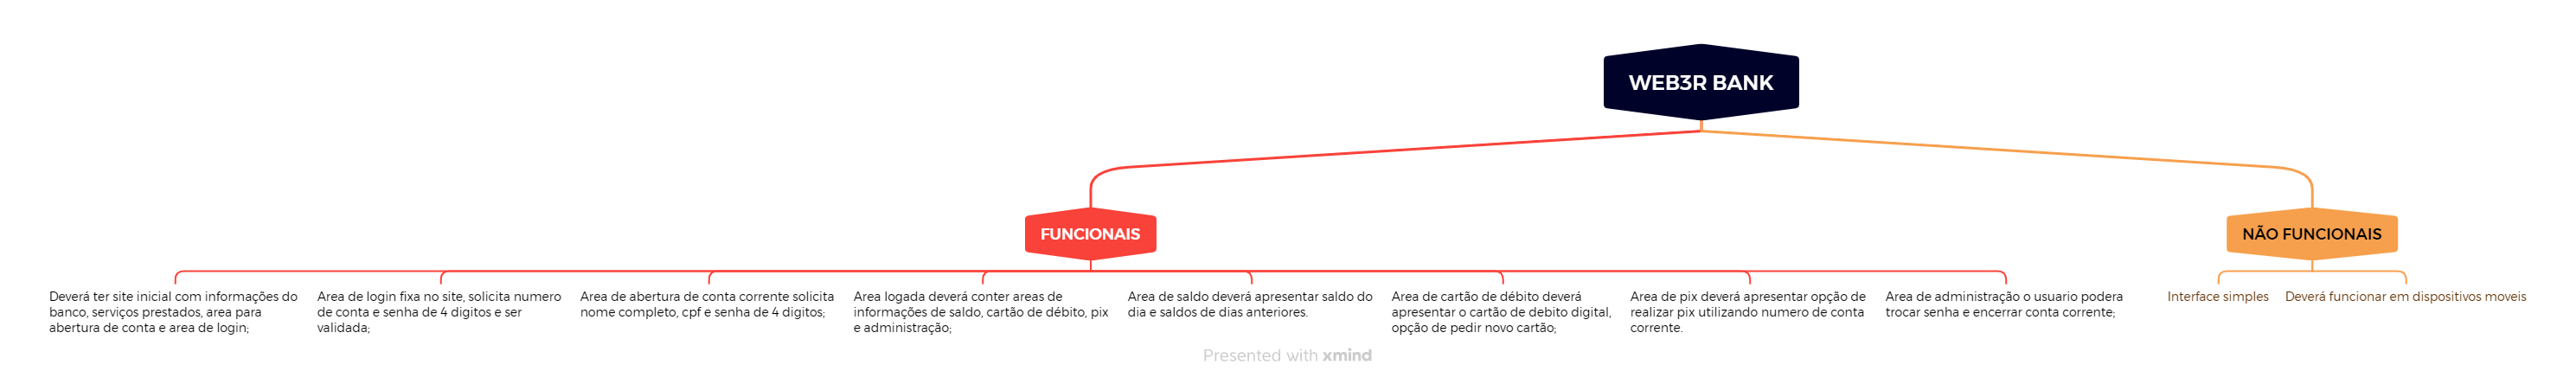 WEB3R BANK
FUNCIONAIS
NÃO FUNCIONAIS
Deverá ter site inicial com informações do
banco, serviços prestados, area para
abertura de conta e area de login;
Area de login fixa no site, solicita numero
de conta e senha de 4 digitos e ser
validada;
Area de abertura de conta corrente solicita
nome completo, cpf e senha de 4 digitos;
Area logada deverá conter areas de
informações de saldo, cartão de débito, pix
e administração;
Area de saldo deverá apresentar saldo do
dia e saldos de dias anteriores.
Area de cartão de débito deverá
apresentar o cartão de debito digital,
opção de pedir novo cartão;
Area de pix deverá apresentar opção de
realizar pix utilizando numero de conta
corrente.
Area de administração o usuario podera
trocar senha e encerrar conta corrente;
Interface simples
Deverá funcionar em dispositivos moveis
Presented with xmind